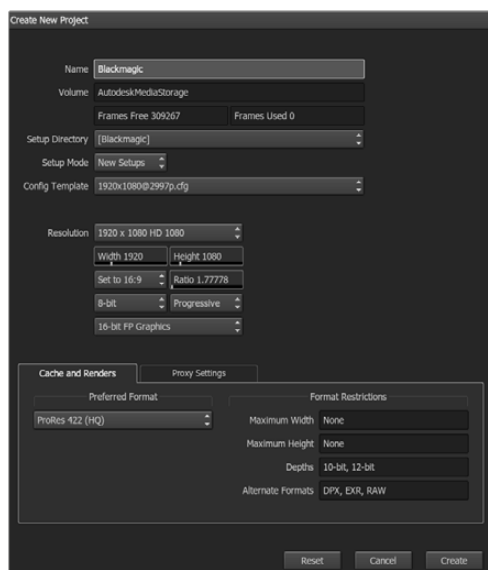 Create New Project
Name Blackmagic
Volume AutodeskMediaStorage
Frames Free 309267 Frames Used 0
Setup Directory [Blackmagic]
Setup Mode New Setups
Config Template 1920x1080@2997p.cfg
Resolution 1920 x 1080 HD 1080
Width 1920 Height 1080
Set to 16:9 Ratio 1.77778
8-bit Progressive
16-bit FP Graphics
Cache and Renders Proxy Settings
Preferred Format Format Restrictions
ProRes 422 (HQ) Maximum Width None
Maximum Height None
Depths 10-bit, 12-bit
Alternate Formats DPX, EXR, RAW
Reset Cancel Create